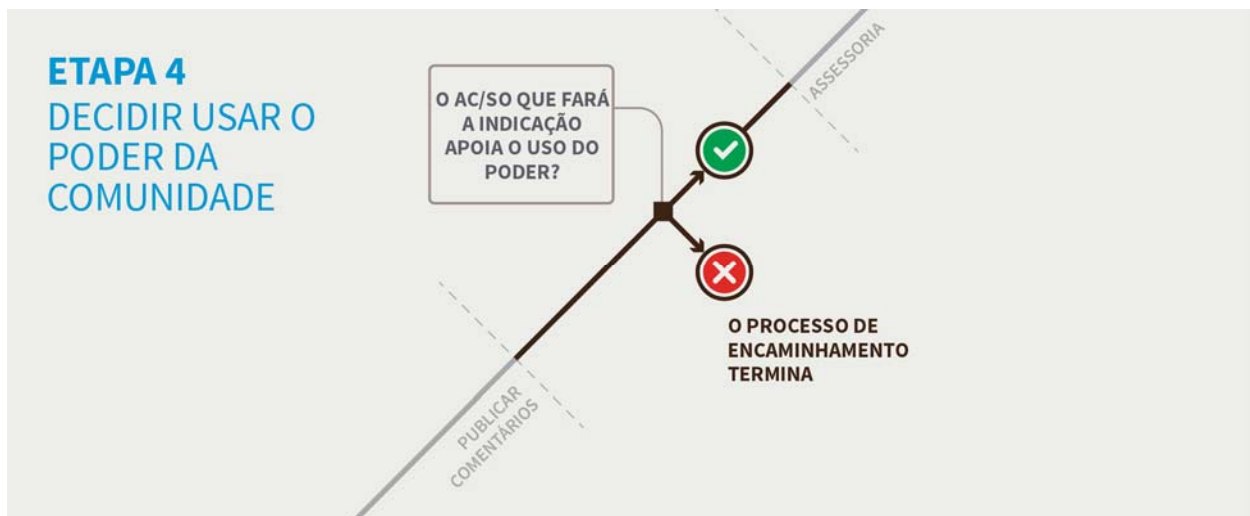 ETAPA 4
DECIDIR USAR O
PODER DA
COMUNIDADE
O AC/SO QUE FARÁ
A INDICAÇÃO
APOIA O USO DO
PODER?
ASSESSORIA
O PROCESSO DE
ENCAMINHAMENTO
TERMINA
PUBLICAR
COMENTÁRIOS